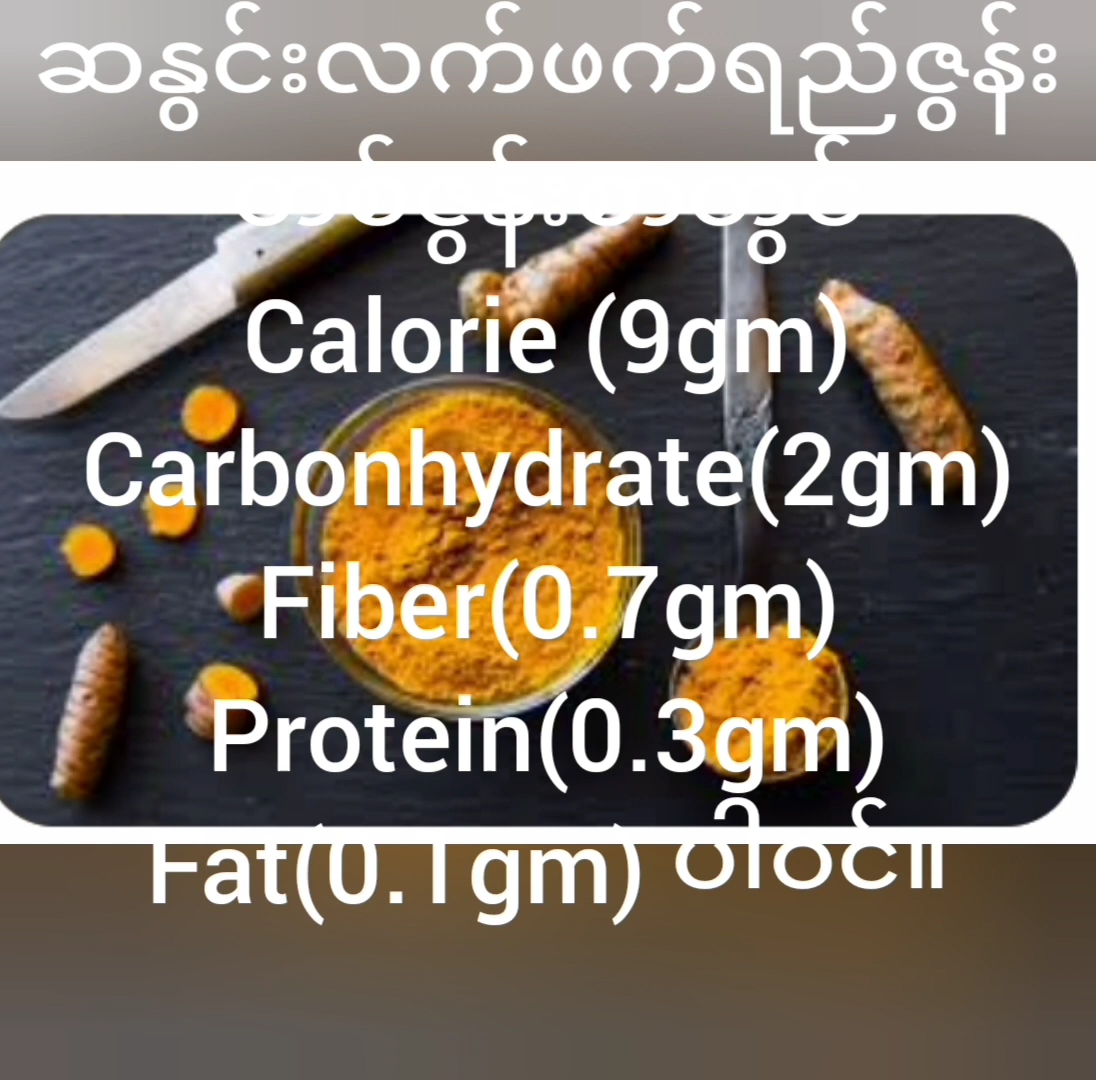 ဆနွင်းလက်ဖက်ရည်ဇွန်း
Calorie (9gm)
Carbonhydrate(2gm)
Fiber(0.7gm)
Protein(0.3gm)
Fat(0.1gm) ပါဝင်။